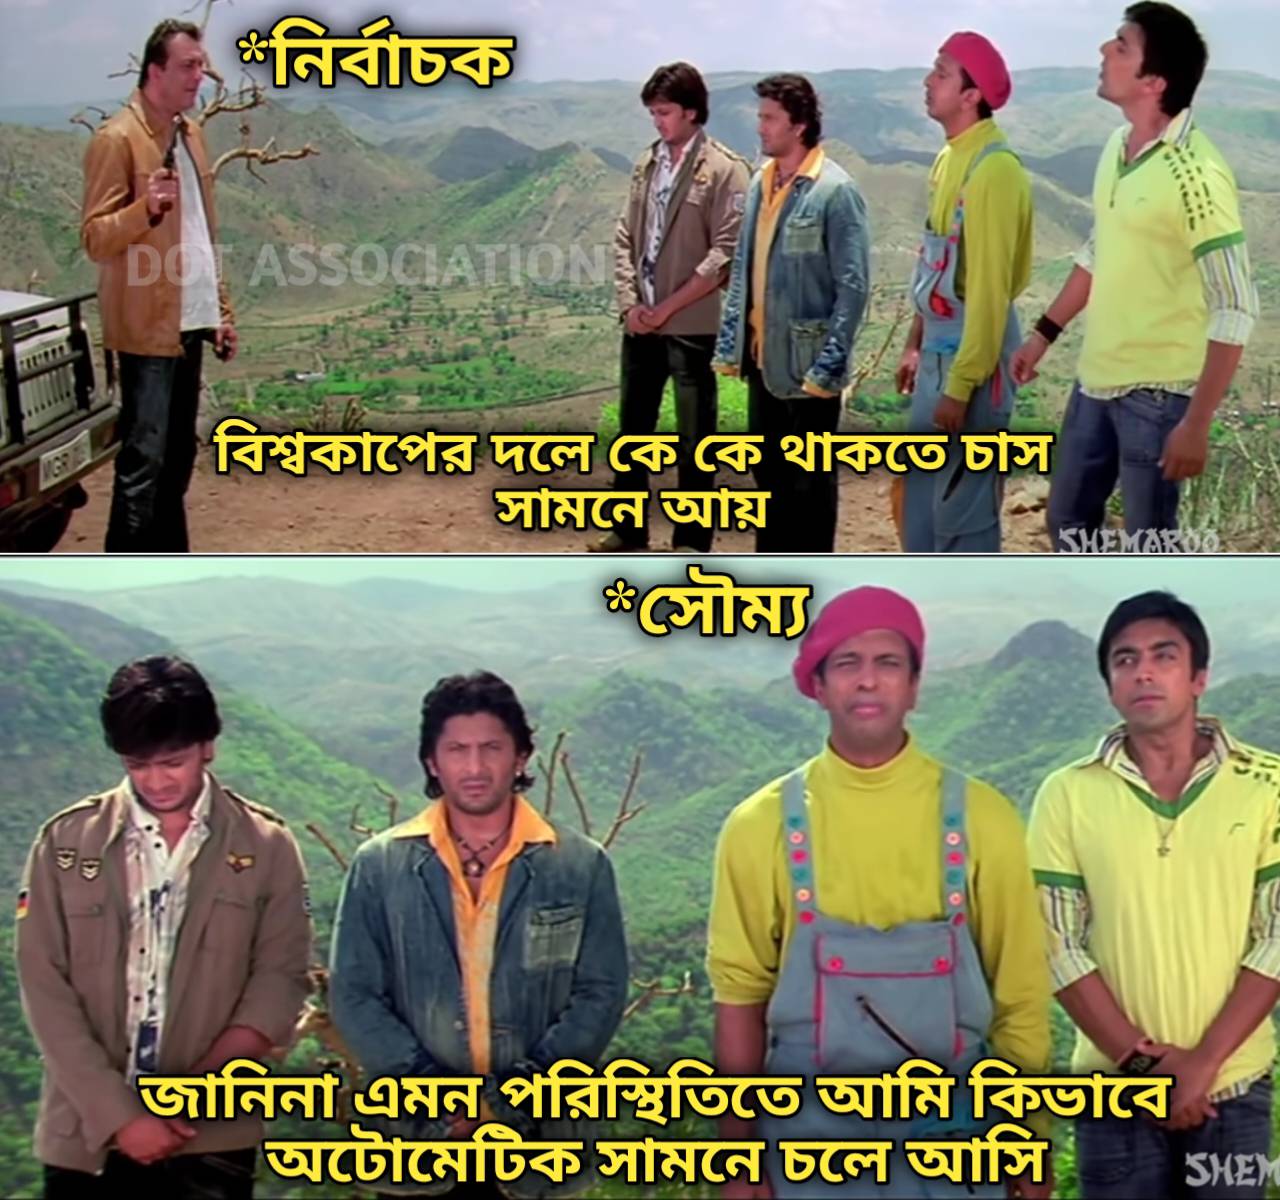 *নির্বাচক
DOT ASSOCIATION
বিশ্বকাপের দলে কে কে থাকতে চাস
সামনে আয়
SHEMAROO
*সৌম্য
জানিনা এমন পরিস্থিতিতে আমি কিভাবে
অটোমেটিক সামনে চলে আসি
SHEM